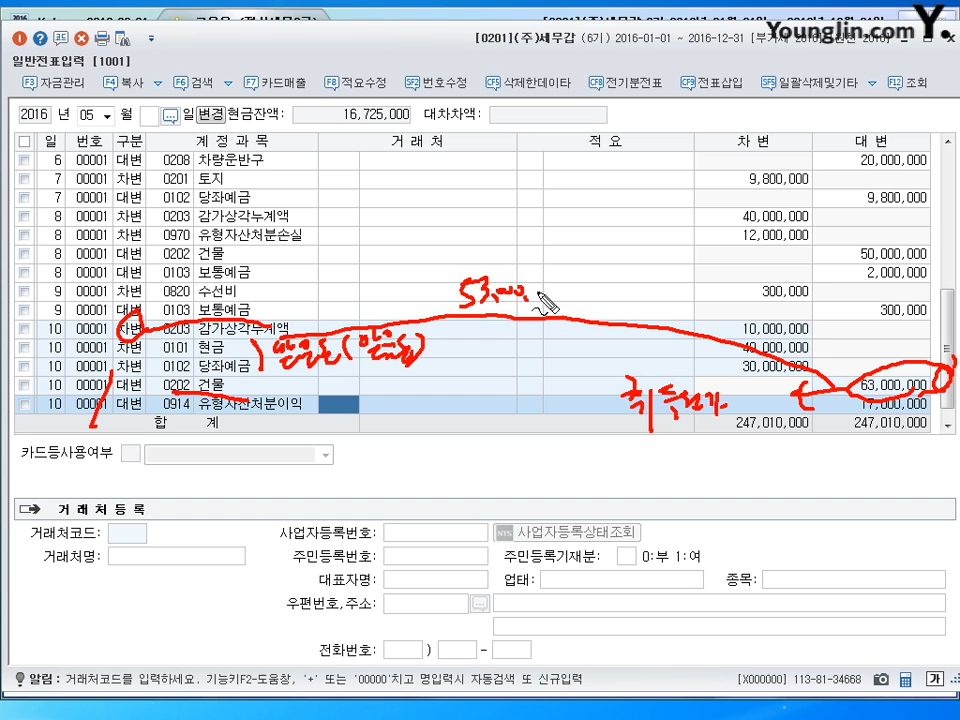 Younglin.com Y.
[0201](주)세무갑 (6기) 2016-01-01 ~ 2016-12-31
일반전표입력 [1001]
F3 자금관리 F4 복사 F6 검색 F7 카드매출 F8 적요수정 SF2 번호수정 CF5 삭제한데이타 CF8 전기분전표 CF9 전표삽입 SF5 일괄삭제및기타 F12 조회
2016 년 05 월 일 변경 현금잔액: 16,725,000 대차차액:
일 번호 구분 계정과목 거래처 적요 차변 대변
6 00001 대변 0208 차량운반구 20,000,000
7 00001 차변 0201 토지 9,800,000
7 00001 대변 0102 당좌예금 9,800,000
8 00001 차변 0203 감가상각누계액 40,000,000
8 00001 차변 0970 유형자산처분손실 12,000,000
8 00001 대변 0202 건물 50,000,000
8 00001 대변 0103 보통예금 2,000,000
9 00001 차변 0820 수선비 300,000
9 00001 대변 0103 보통예금 300,000
53,000,
10 00001 차변 0203 감가상각누계액 10,000,000
10 00001 차변 0101 현금 40,000,000
10 00001 차변 0102 당좌예금 30,000,000
10 00001 대변 0202 건물 63,000,000
취득원가
10 00001 대변 0914 유형자산처분이익 17,000,000
합계 247,010,000 247,010,000
카드등사용여부
거래처등록
거래처코드: 사업자등록번호: NTS 사업자등록상태조회
거래처명: 주민등록번호: 주민등록기재분: 0:부 1:여
대표자명: 업태: 종목:
우편번호,주소:
전화번호: ) -
알림: 거래처코드를 입력하세요. 기능키F2-도움창, '+' 또는 '00000'치고 명입력시 자동검색 또 신규입력 [X000000] 113-81-34668 가